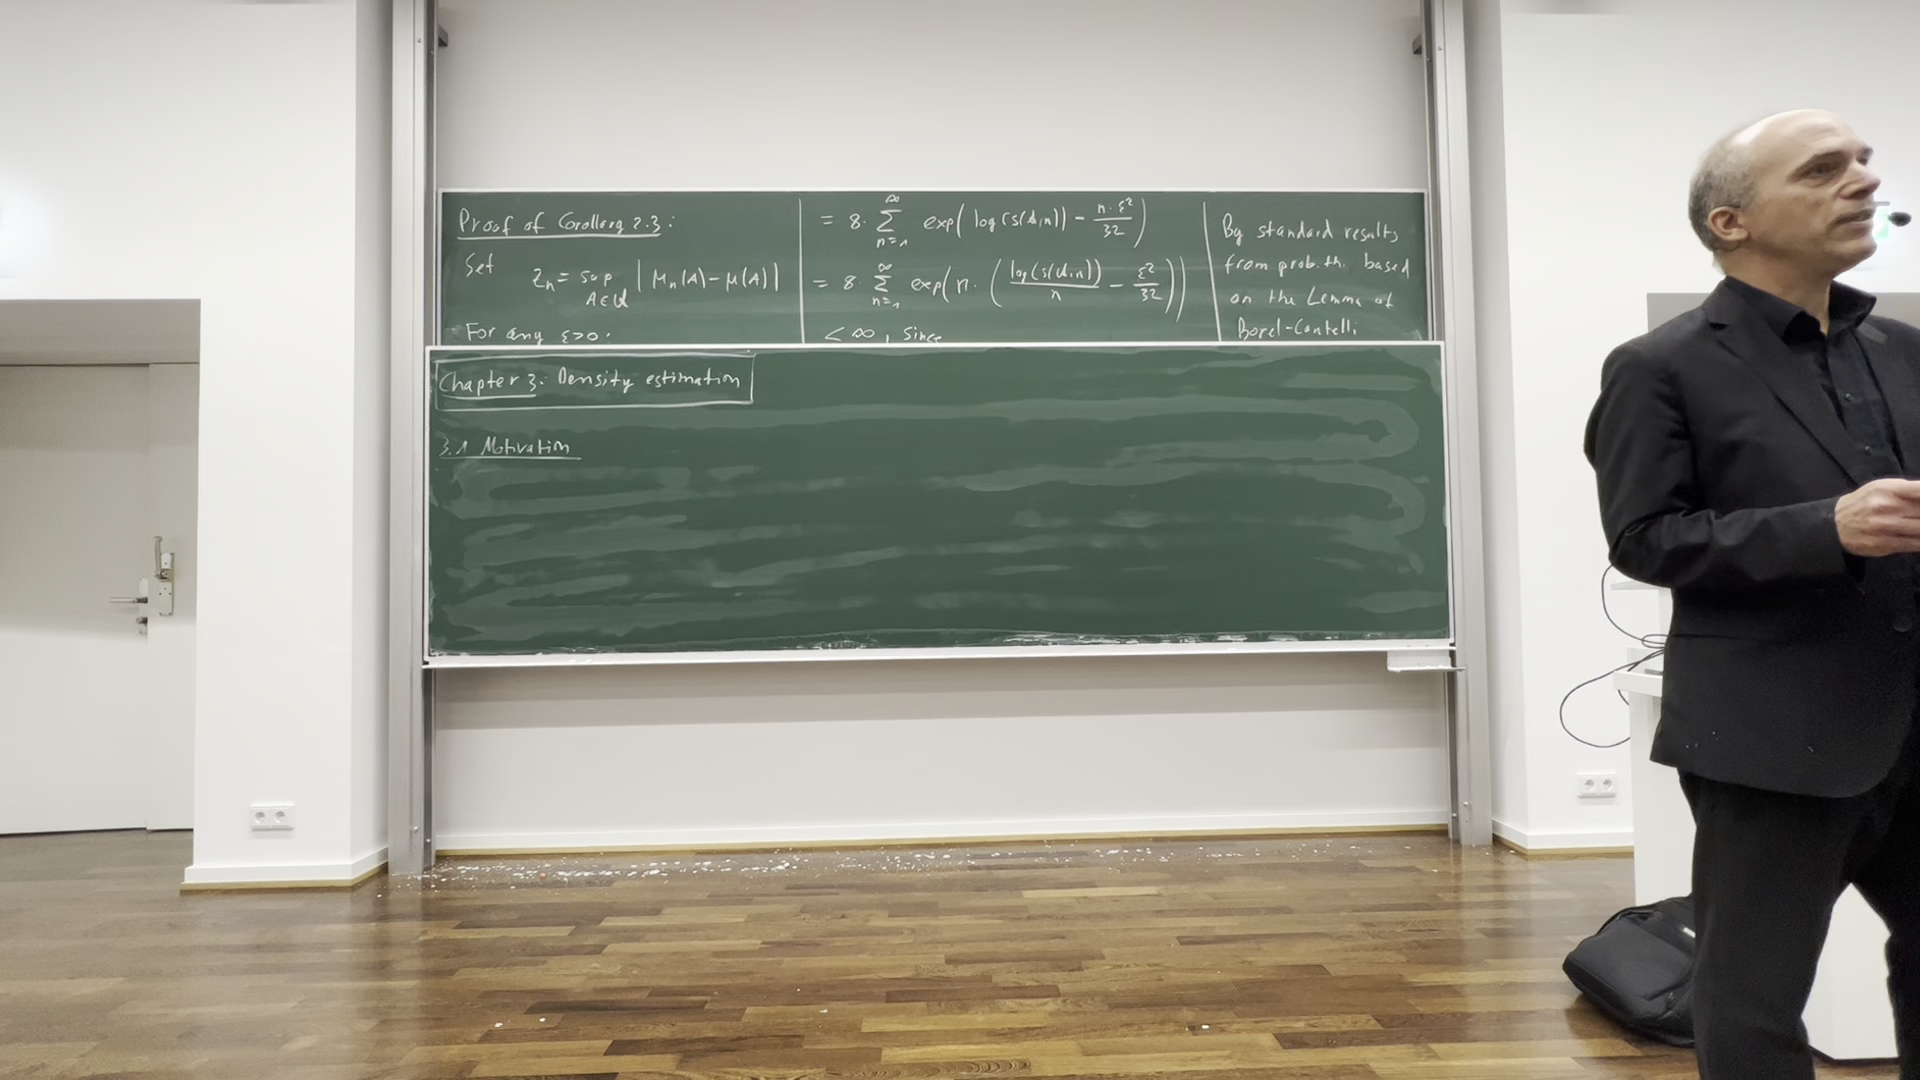 Proof of Corollary 2.3:
Set
Z_n = sup_{A∈𝒜} | μ_n(A) − μ(A) |
For any ε>0:
= 8 · ∑_{n=1}^{∞} exp( log(s(𝒜,n)) − n·ε²/32 )
= 8 · ∑_{n=1}^{∞} exp( n · ( log(s(𝒜,n))/n − ε²/32 ) )
< ∞, since
By standard results
from prob. th. based
on the Lemma of
Borel-Cantelli
Chapter 3: Density estimation
3.1 Motivation